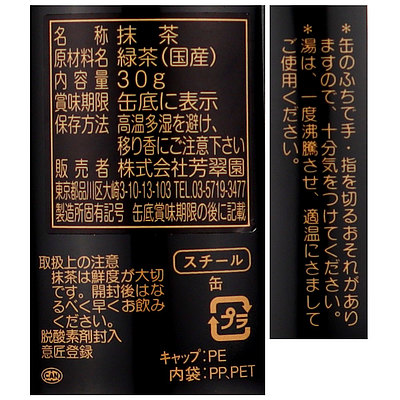 名称 抹茶
原材料名 緑茶(国産)
内容量 30g
賞味期限 缶底に表示
保存方法 高温多湿を避け、
移り香にご注意下さい
販売者 株式会社芳翠園
東京都品川区大崎3-10-13-103 TEL 03-5719-3477
製造所固有記号 缶底賞味期限の後に記載
取扱上の注意
抹茶は鮮度が大切
です。開封後はな
るべく早くお飲み
ください。
脱酸素剤封入
意匠登録
CAN
スチール
缶
プラ
キャップ:PE
内袋:PP,PET
*缶のふちで手・指を切るおそれがあり
ますので、十分気をつけてください。
*湯は、一度沸騰させ、適温にさまして
ご使用ください。